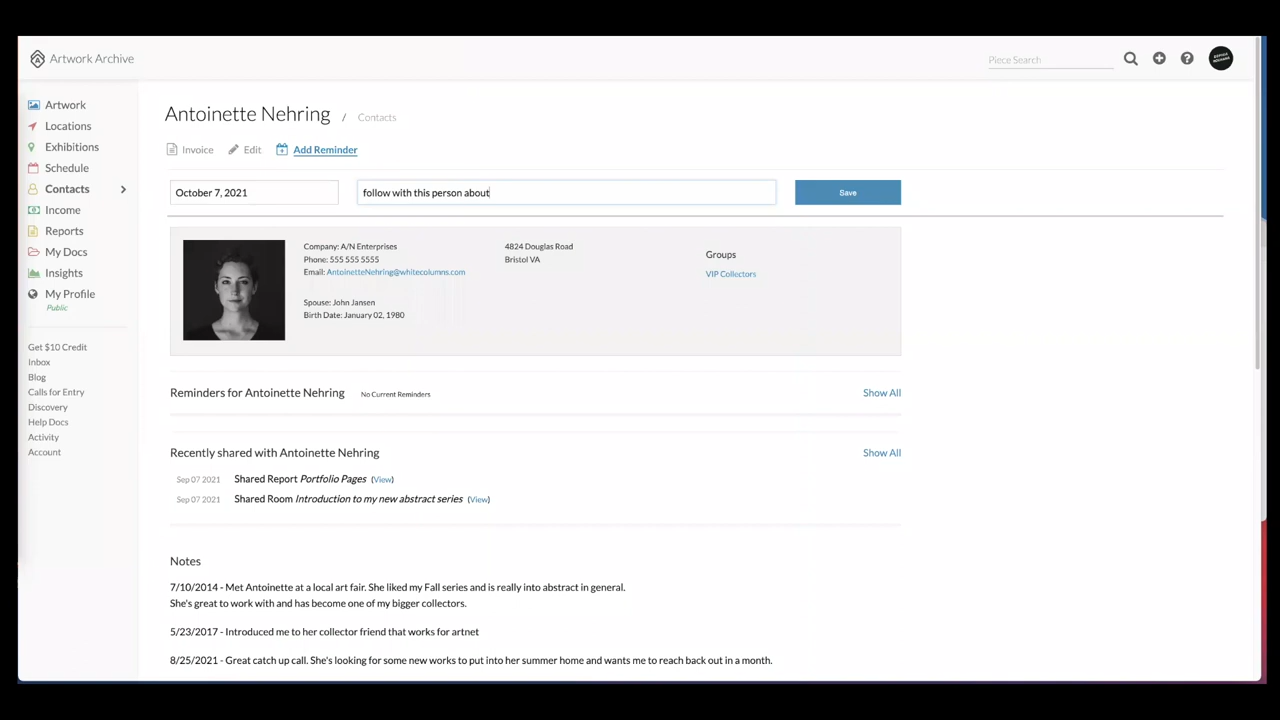 Artwork Archive
Piece Search
Artwork
Locations
Exhibitions
Schedule
Contacts
Income
Reports
My Docs
Insights
My Profile
Public
Get $10 Credit
Inbox
Blog
Calls for Entry
Discovery
Help Docs
Activity
Account
Antoinette Nehring / Contacts
Invoice Edit Add Reminder
October 7, 2021 follow with this person about Save
Company: A/N Enterprises
Phone: 555 555 5555
Email: AntoinetteNehring@whitecolumns.com
Spouse: John Jansen
Birth Date: January 02, 1980
4824 Douglas Road
Bristol VA
Groups
VIP Collectors
Reminders for Antoinette Nehring No Current Reminders Show All
Recently shared with Antoinette Nehring Show All
Sep 07 2021 Shared Report Portfolio Pages (View)
Sep 07 2021 Shared Room Introduction to my new abstract series (View)
Notes
7/10/2014 - Met Antoinette at a local art fair. She liked my Fall series and is really into abstract in general.
She's great to work with and has become one of my bigger collectors.
5/23/2017 - Introduced me to her collector friend that works for artnet
8/25/2021 - Great catch up call. She's looking for some new works to put into her summer home and wants me to reach back out in a month.